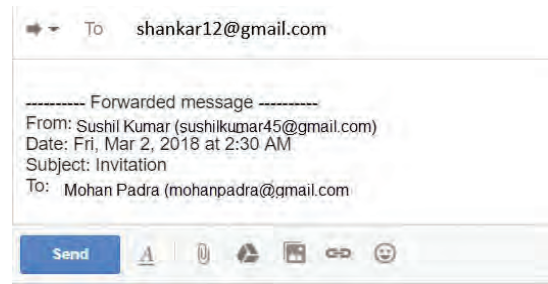 To shankar12@gmail.com
---------- Forwarded message ----------
From: Sushil Kumar (sushilkumar45@gmail.com)
Date: Fri, Mar 2, 2018 at 2:30 AM
Subject: Invitation
To: Mohan Padra (mohanpadra@gmail.com
Send A